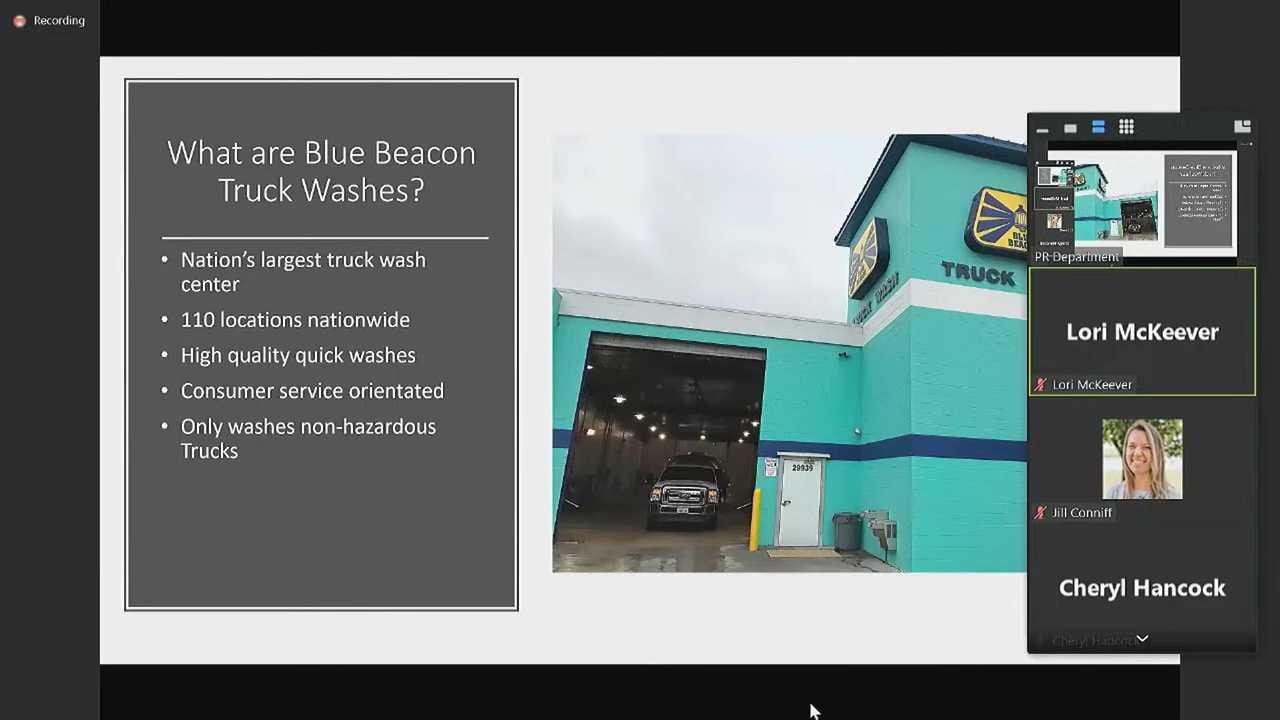 Recording
What are Blue Beacon
Truck Washes?
• Nation's largest truck wash
center
• 110 locations nationwide
• High quality quick washes
• Consumer service orientated
• Only washes non-hazardous
Trucks
TRUCK
29939
PR Department
Lori McKeever
Lori McKeever
Jill Conniff
Cheryl Hancock
Cheryl Hancock